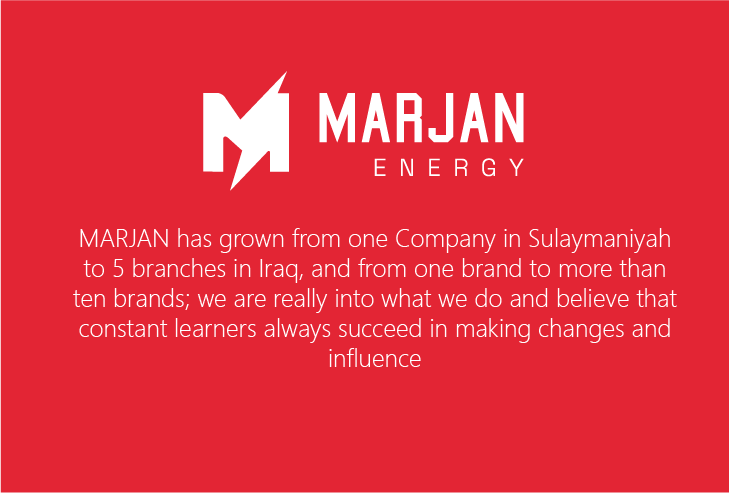 MARJAN
ENERGY
MARJAN has grown from one Company in Sulaymaniyah
to 5 branches in Iraq, and from one brand to more than
ten brands; we are really into what we do and believe that
constant learners always succeed in making changes and
influence